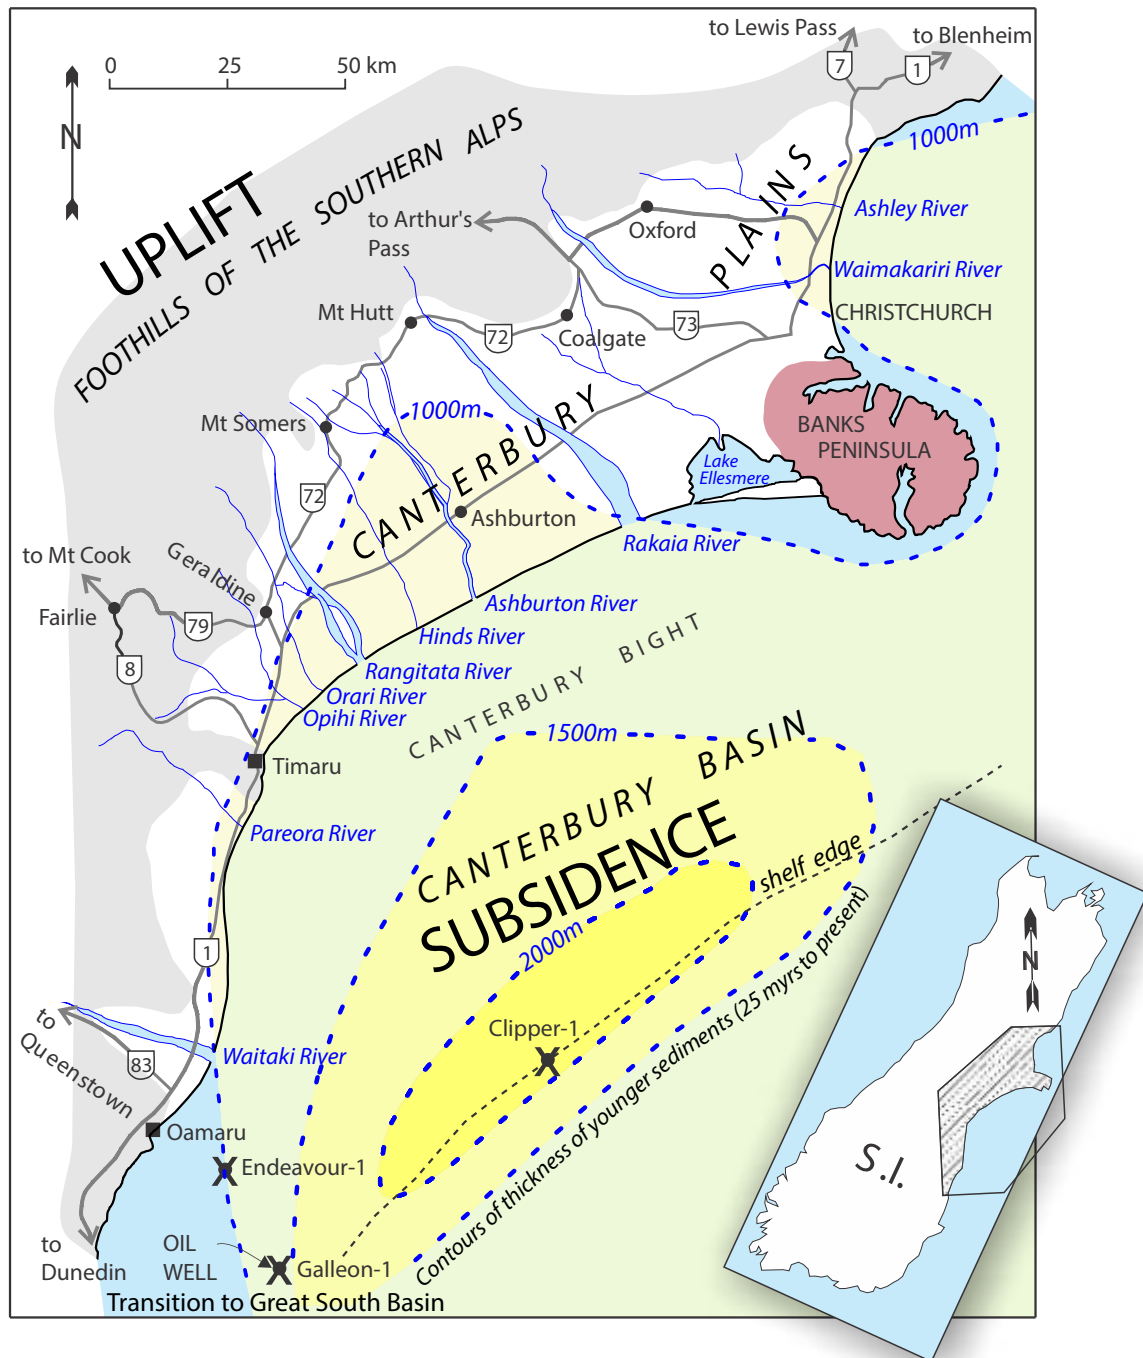 to Lewis Pass
to Blenheim
7
1
0
25
50 km
N
1000m
UPLIFT
FOOTHILLS OF THE SOUTHERN ALPS
PLAINS
to Arthur's
Pass
Oxford
Ashley River
Waimakariri River
CHRISTCHURCH
Mt Hutt
72
Coalgate
73
1000m
Mt Somers
CANTERBURY
BANKS
PENINSULA
Lake
Ellesmere
72
Ashburton
Rakaia River
to Mt Cook
Geraldine
Fairlie
79
8
Ashburton River
Hinds River
Rangitata River
Orari River
Opihi River
CANTERBURY BIGHT
1500m
CANTERBURY BASIN
SUBSIDENCE
Timaru
Pareora River
shelf edge
2000m
Contours of thickness of younger sediments (25 myrs to present)
1
Clipper-1
to
Queenstown
Waitaki River
83
Oamaru
Endeavour-1
to
Dunedin
OIL
WELL
Galleon-1
Transition to Great South Basin
N
S.I.